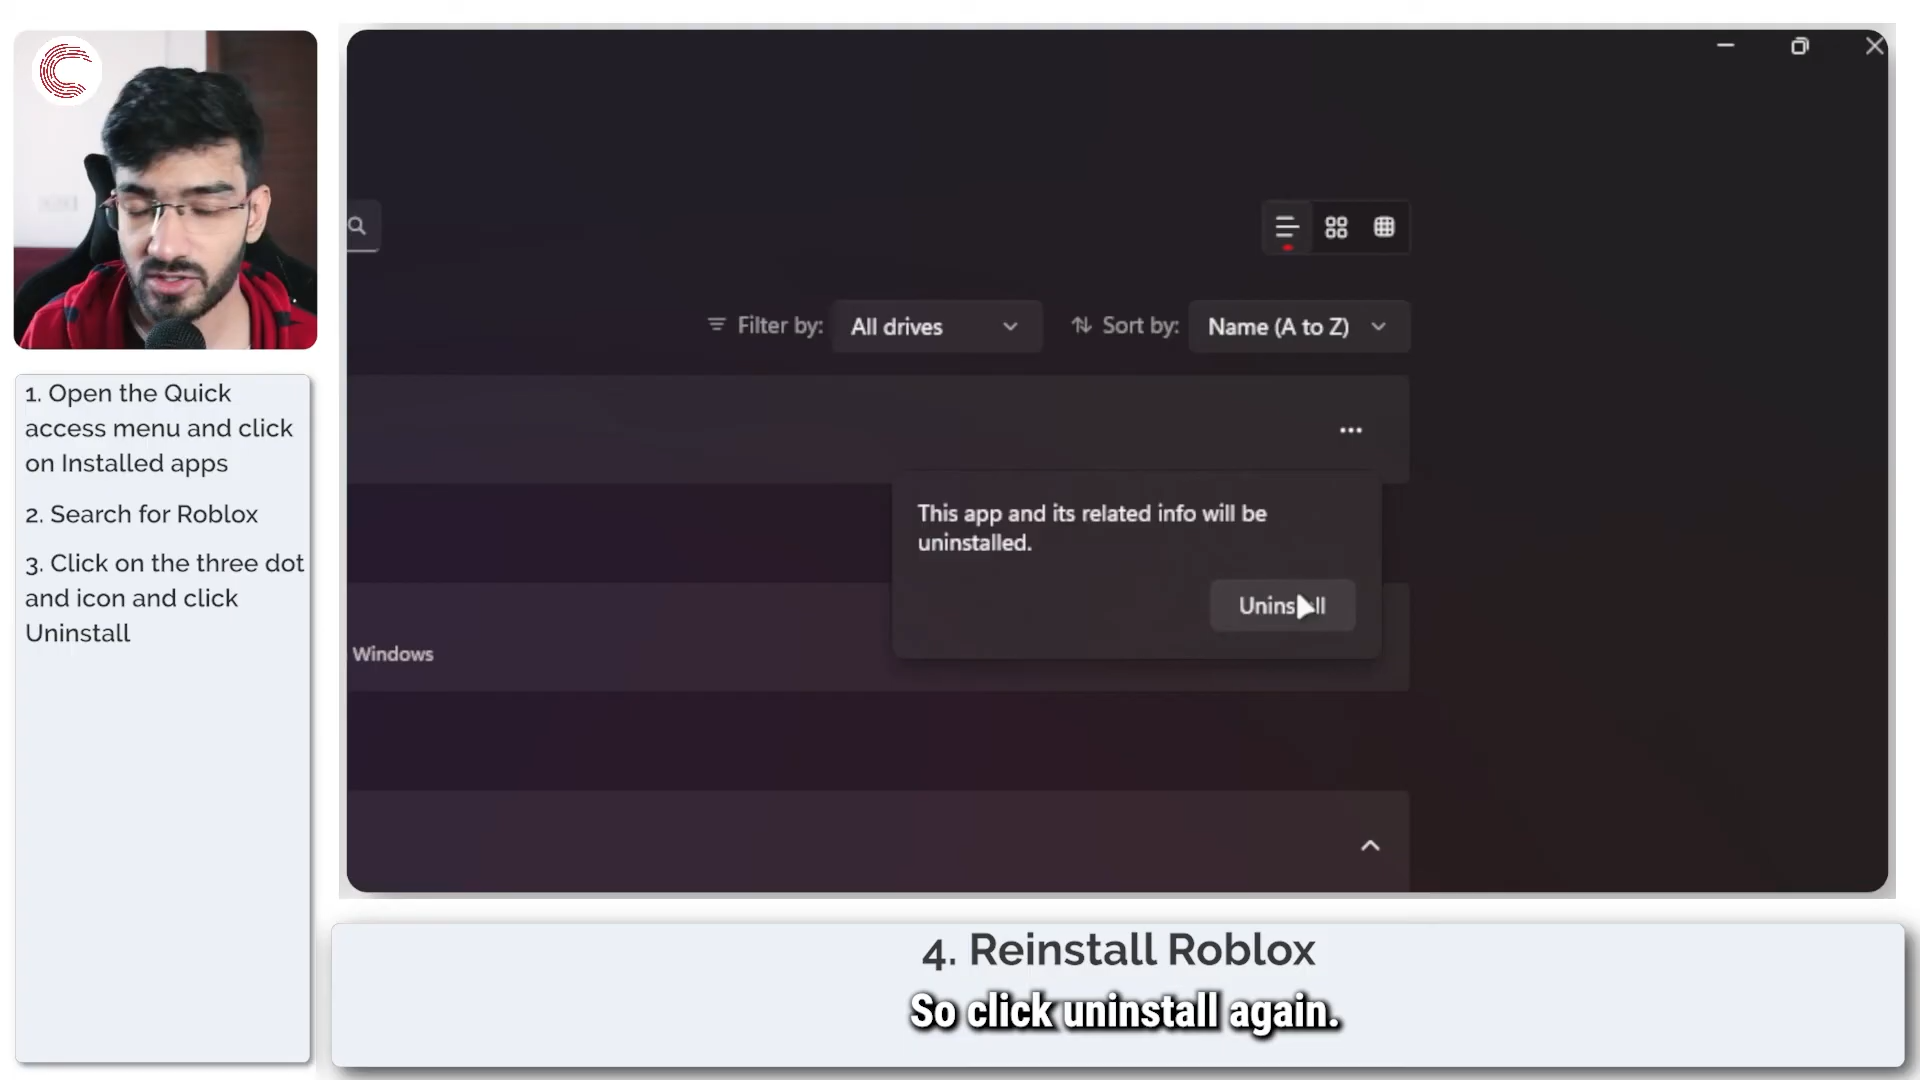 1. Open the Quick
access menu and click
on Installed apps
2. Search for Roblox
3. Click on the three dot
and icon and click
Uninstall
Filter by: All drives
Sort by: Name (A to Z)
This app and its related info will be
uninstalled.
Uninstall
Windows
4. Reinstall Roblox
So click uninstall again.